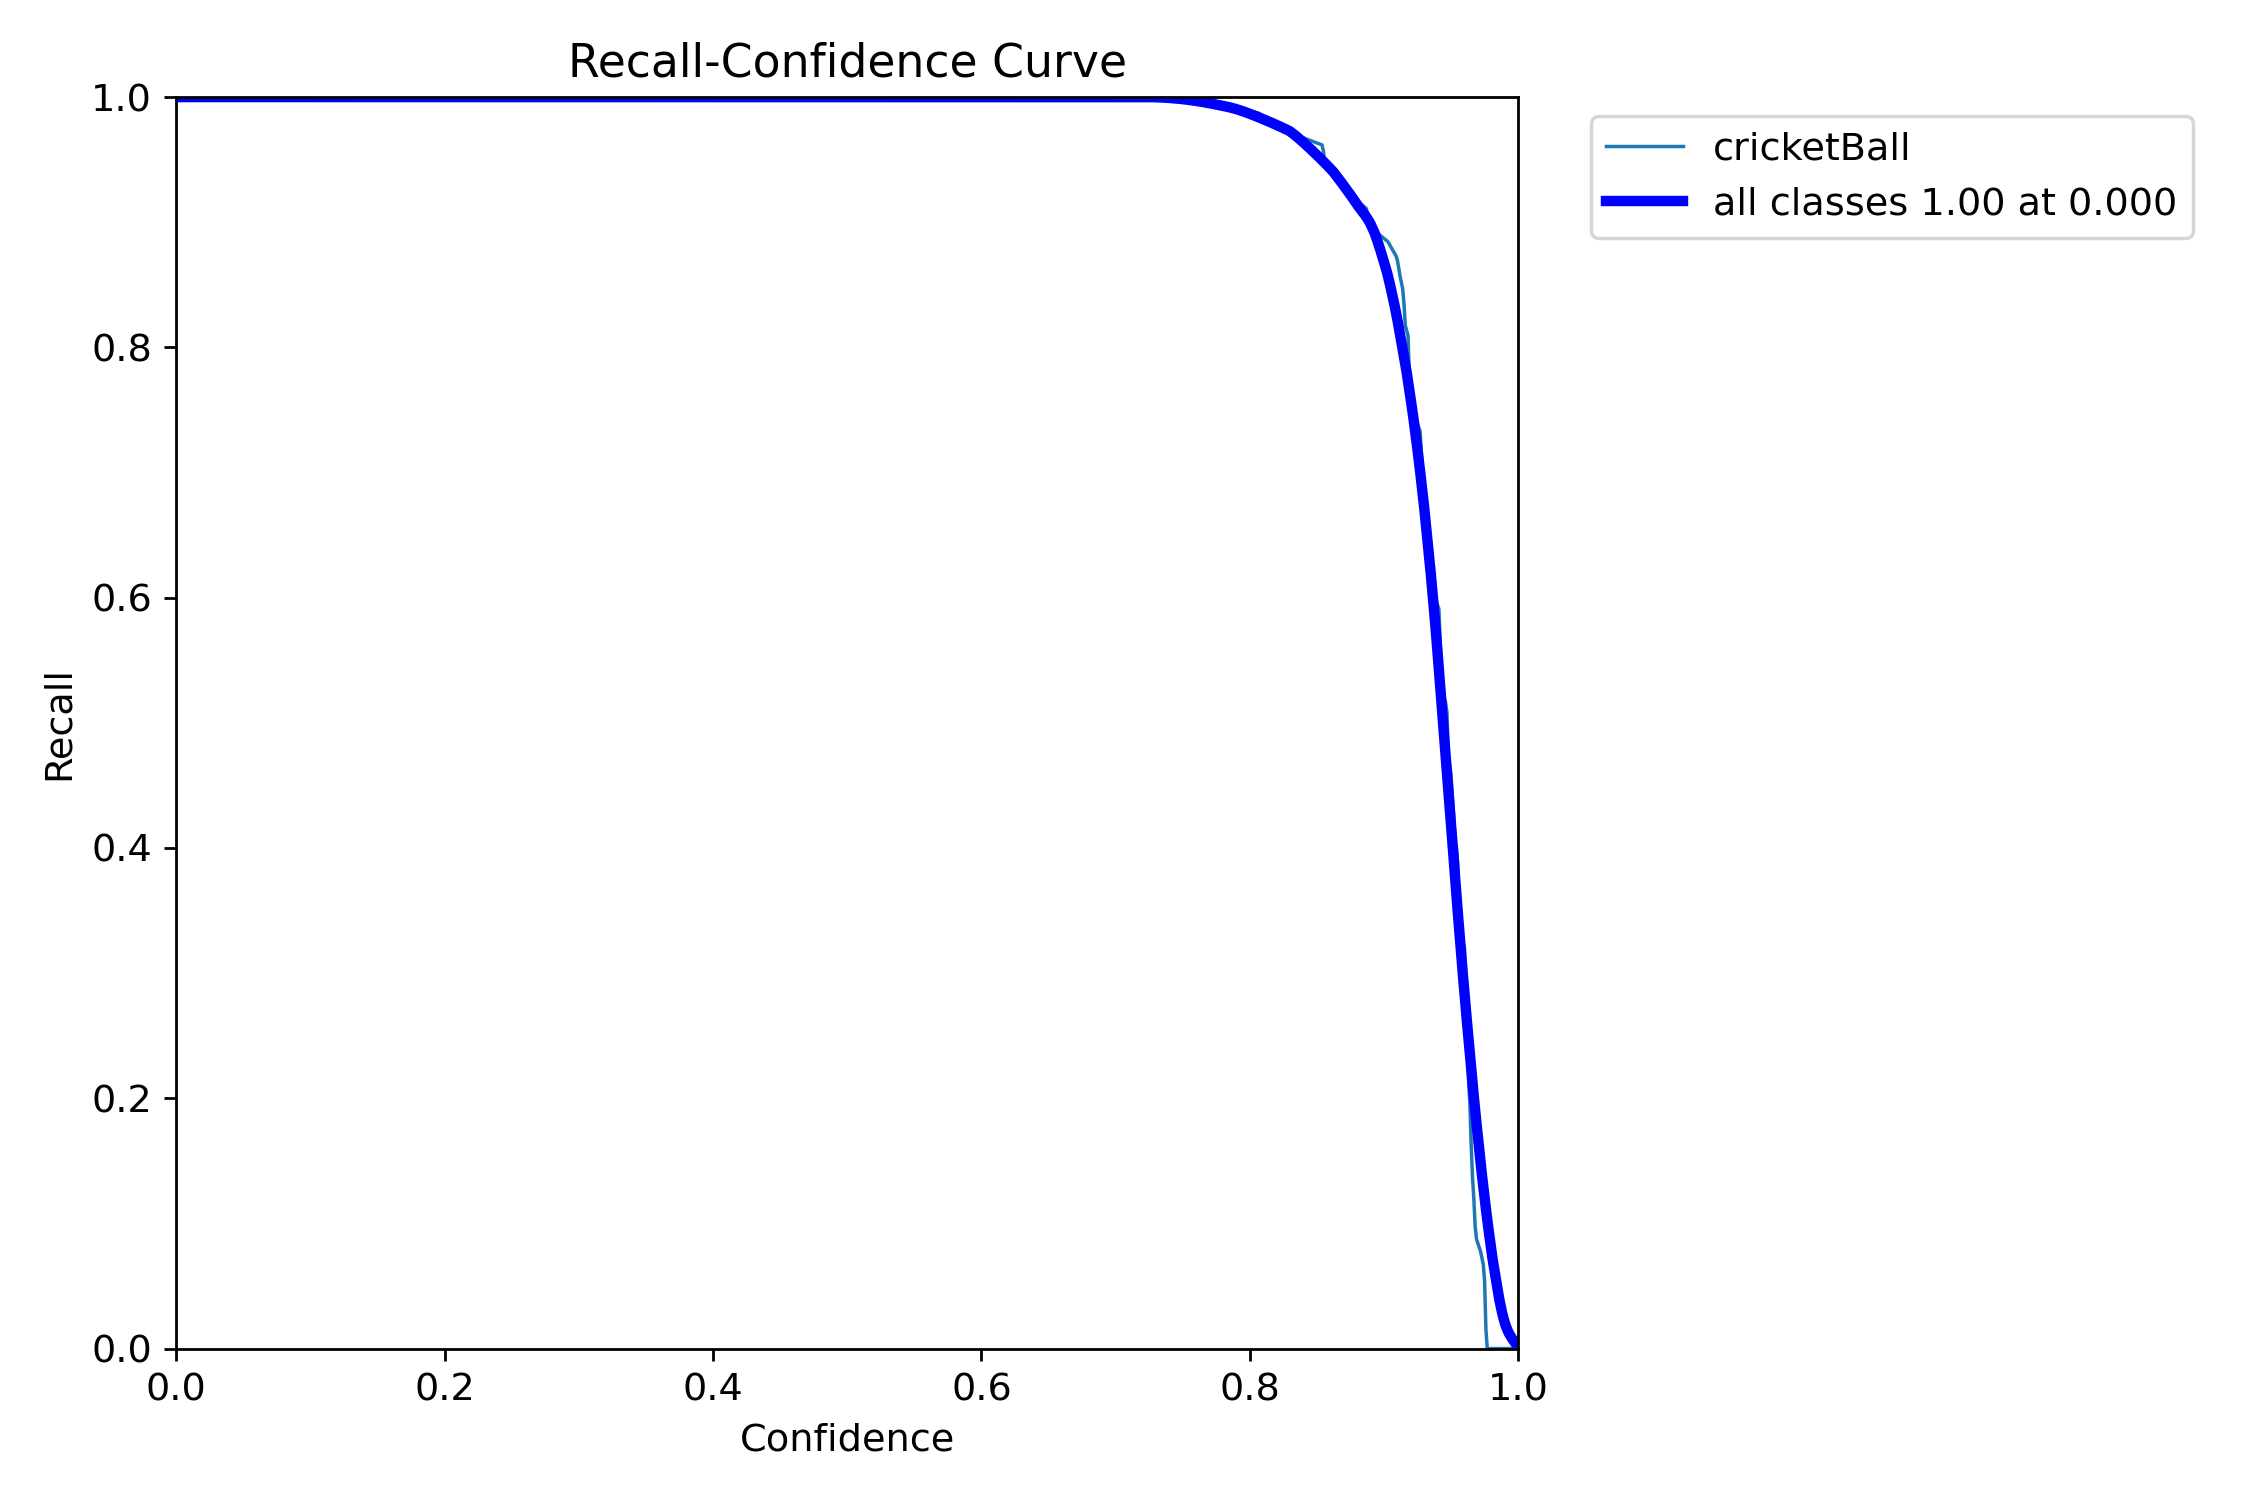 Recall-Confidence Curve
cricketBall
all classes 1.00 at 0.000
1.0
0.8
0.6
0.4
0.2
0.0
Recall
0.0 0.2 0.4 0.6 0.8 1.0
Confidence